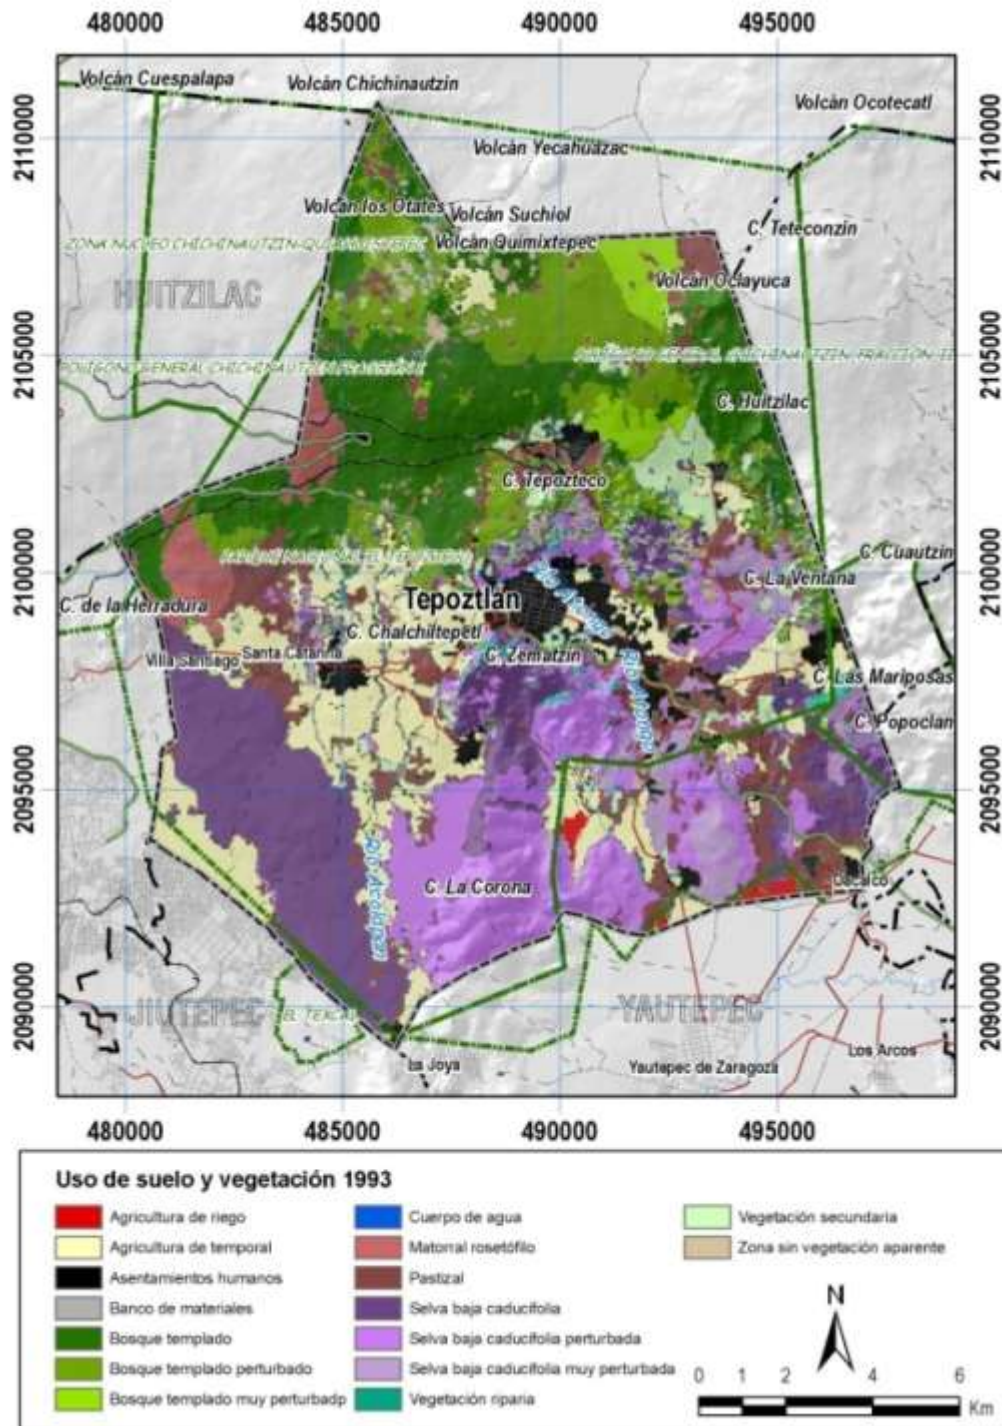 480000 485000 490000 495000
Volcán Cuespalapa
Volcán Chichinautzin
Volcán Ocotecatl
2110000
2110000
Volcán Yecahuazac
Volcán los Otates
Volcán Suchiol
C. Teteconzin
Volcán Quimixtepec
Volcán Oclayuca
HUITZILAC
2105000
2105000
C. Huitzilac
C. Tepozteco
2100000
2100000
C. Cuautzin
C. La Ventana
Tepoztlán
C. de la Herradura
C. Chalchiltepetl
Villa Santiago
Santa Catarina
C. Zematzin
C. Las Mariposas
C. Popoclan
2095000
2095000
C. La Corona
2090000
2090000
JIUTEPEC
YAUTEPEC
La Joya
Yautepec de Zaragoza
Los Arcos
480000 485000 490000 495000
Uso de suelo y vegetación 1993
Agricultura de riego
Agricultura de temporal
Asentamientos humanos
Banco de materiales
Bosque templado
Bosque templado perturbado
Bosque templado muy perturbadp
Cuerpo de agua
Matorral rosetófilo
Pastizal
Selva baja caducifolia
Selva baja caducifolia perturbada
Selva baja caducifolia muy perturbada
Vegetación riparia
Vegetación secundaria
Zona sin vegetación aparente
N
0 1 2 4 6
Km